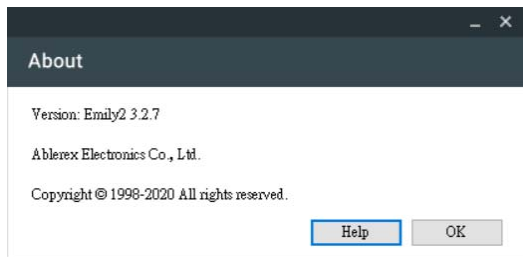 About
Version: Emily2 3.2.7
Ablerex Electronics Co., Ltd.
Copyright © 1998-2020 All rights reserved.
Help OK